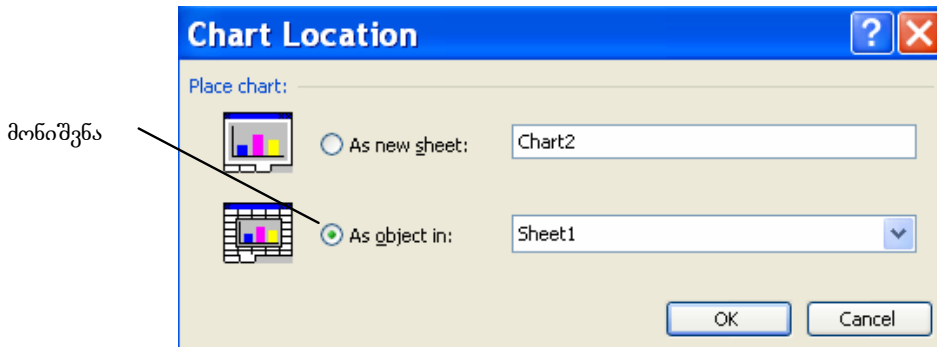 Chart Location
Place chart:
მონიშვნა
As new sheet: Chart2
As object in: Sheet1
OK Cancel